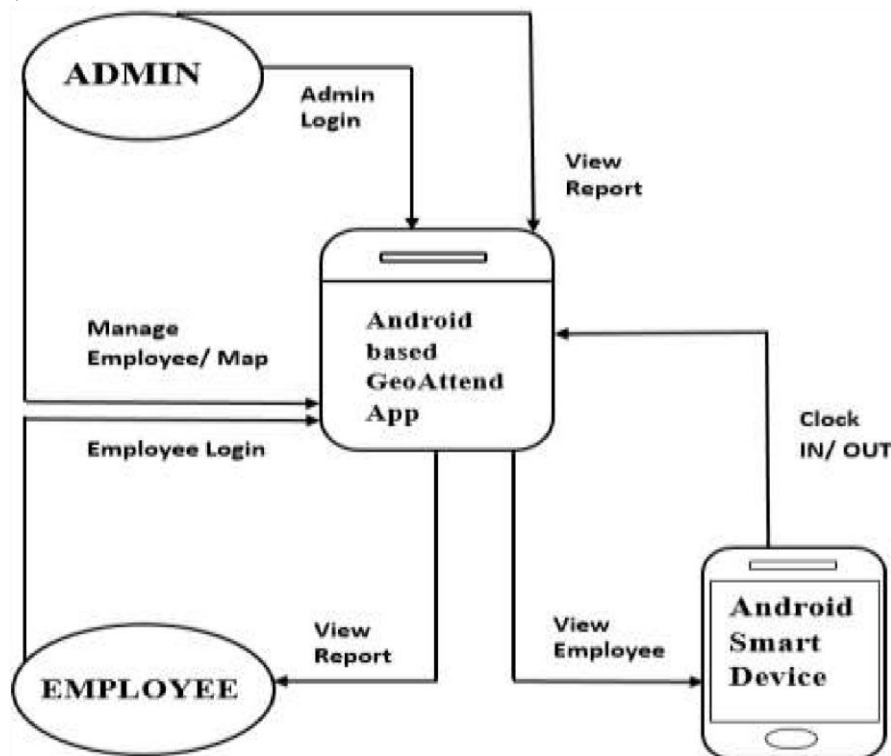 ADMIN
Admin
Login
View
Report
Manage
Employee/ Map
Android
based
GeoAttend
App
Clock
IN/ OUT
Employee Login
View
Report
View
Employee
Android
Smart
Device
EMPLOYEE